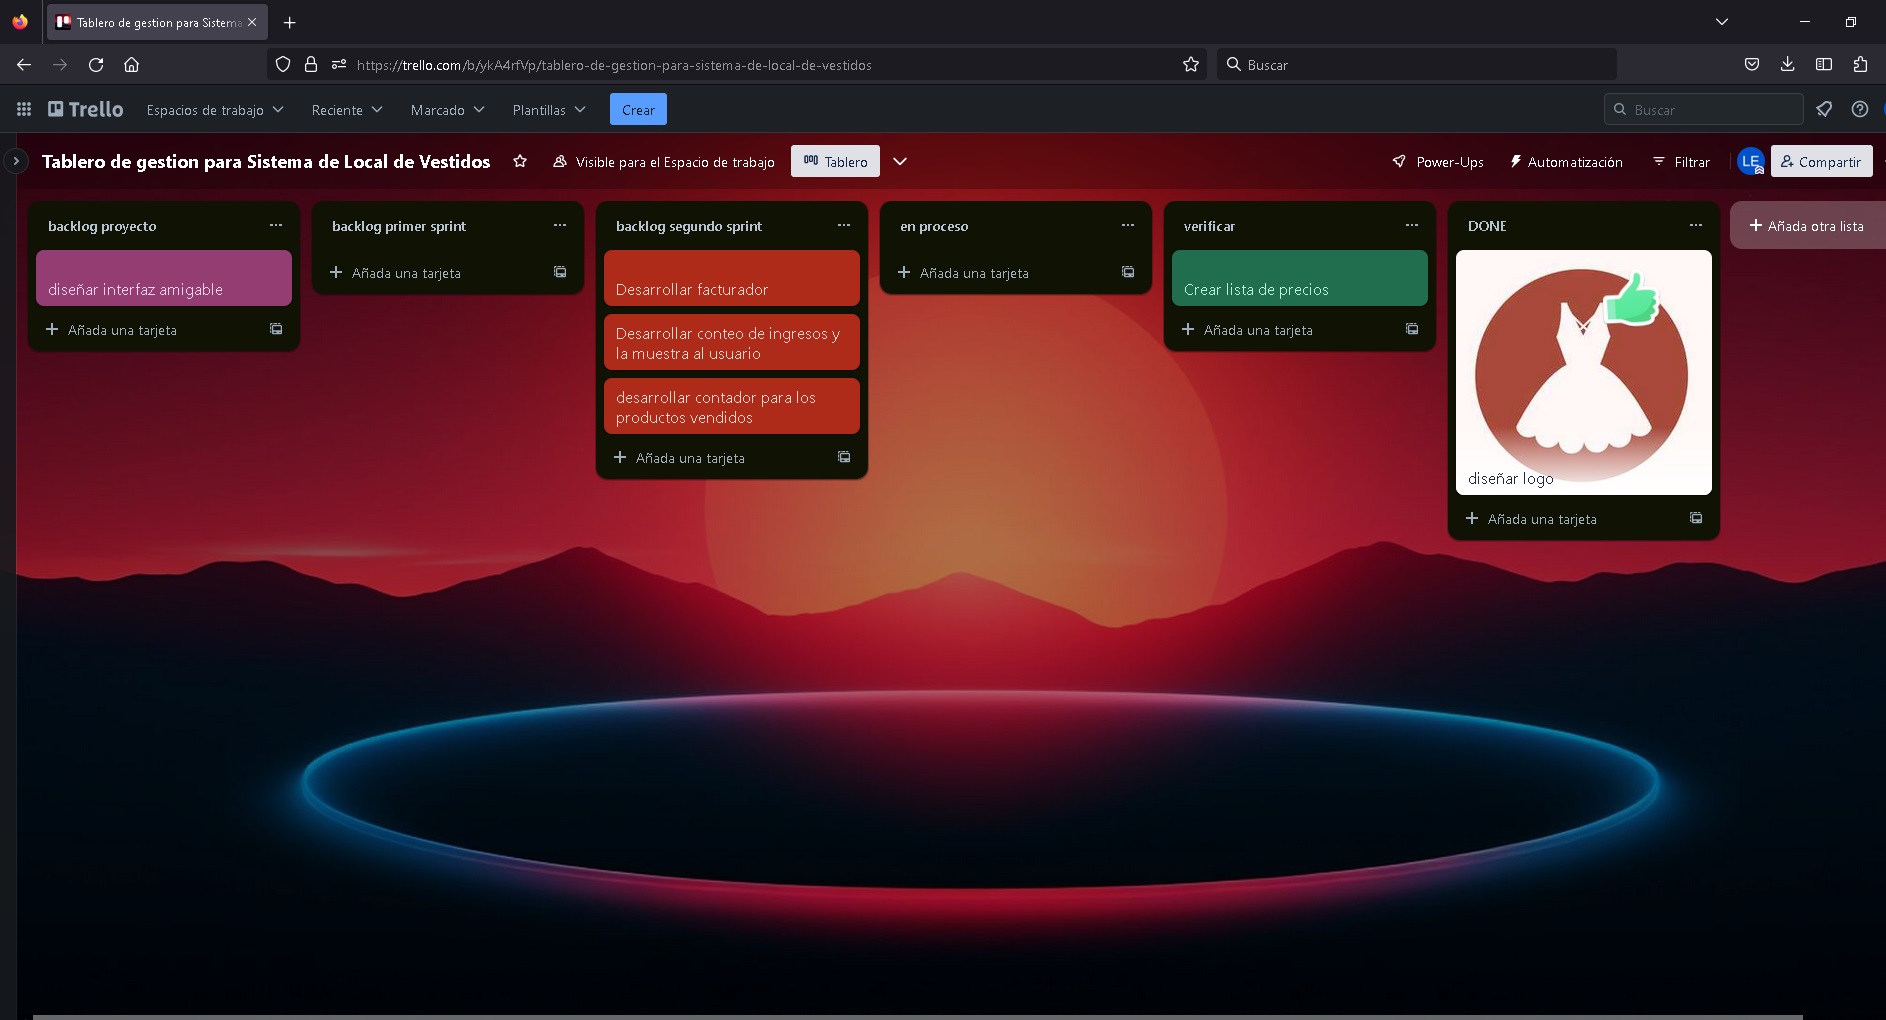 Tablero de gestion para Sistema
https://trello.com/b/ykA4rfVp/tablero-de-gestion-para-sistema-de-local-de-vestidos
Buscar
Trello
Espacios de trabajo
Reciente
Marcado
Plantillas
Crear
Buscar
Tablero de gestion para Sistema de Local de Vestidos
Visible para el Espacio de trabajo
Tablero
Power-Ups
Automatización
Filtrar
LE
Compartir
backlog proyecto
diseñar interfaz amigable
Añada una tarjeta
backlog primer sprint
Añada una tarjeta
backlog segundo sprint
Desarrollar facturador
Desarrollar conteo de ingresos y
la muestra al usuario
desarrollar contador para los
productos vendidos
Añada una tarjeta
en proceso
Añada una tarjeta
verificar
Crear lista de precios
Añada una tarjeta
DONE
diseñar logo
Añada una tarjeta
Añada otra lista